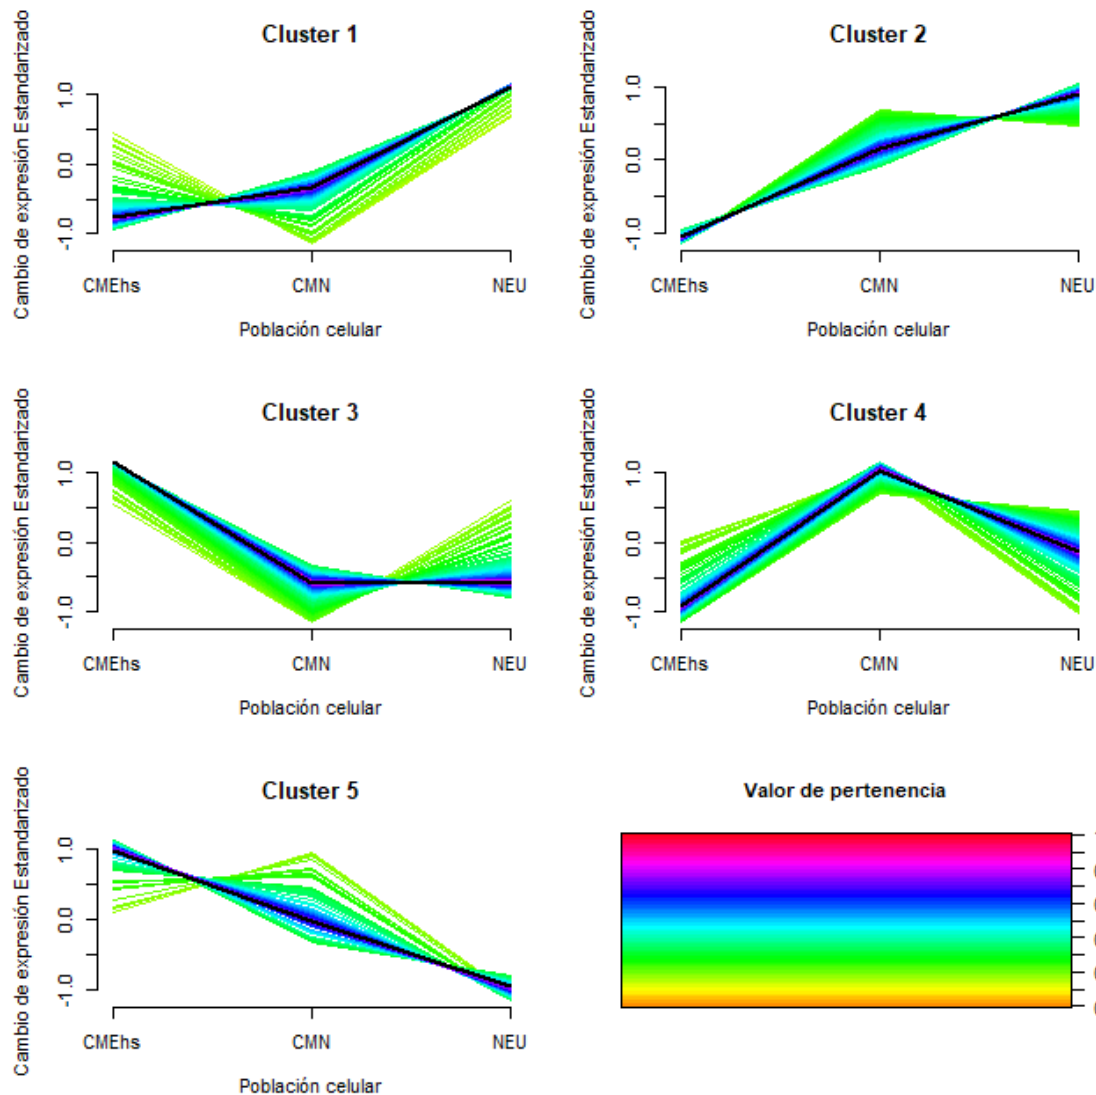 Cluster 1
Cambio de expresión Estandarizado
1.0
0.0
-1.0
CMEhs CMN NEU
Población celular
Cluster 2
Cambio de expresión Estandarizado
1.0
0.0
-1.0
CMEhs CMN NEU
Población celular
Cluster 3
Cambio de expresión Estandarizado
1.0
0.0
-1.0
CMEhs CMN NEU
Población celular
Cluster 4
Cambio de expresión Estandarizado
1.0
0.0
-1.0
CMEhs CMN NEU
Población celular
Cluster 5
Cambio de expresión Estandarizado
1.0
0.0
-1.0
CMEhs CMN NEU
Población celular
Valor de pertenencia